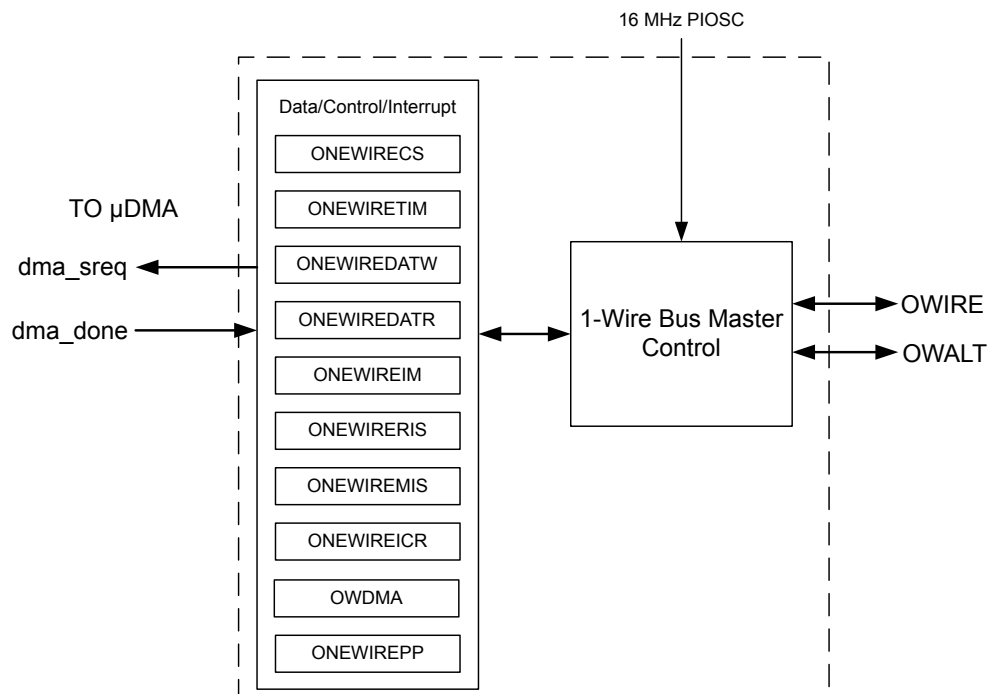 16 MHz PIOSC
Data/Control/Interrupt
ONEWIRECS
ONEWIRETIM
TO µDMA
dma_sreq
ONEWIREDATW
dma_done
ONEWIREDATR
1-Wire Bus Master
Control
OWIRE
OWALT
ONEWIREIM
ONEWIRERIS
ONEWIREMIS
ONEWIREICR
OWDMA
ONEWIREPP